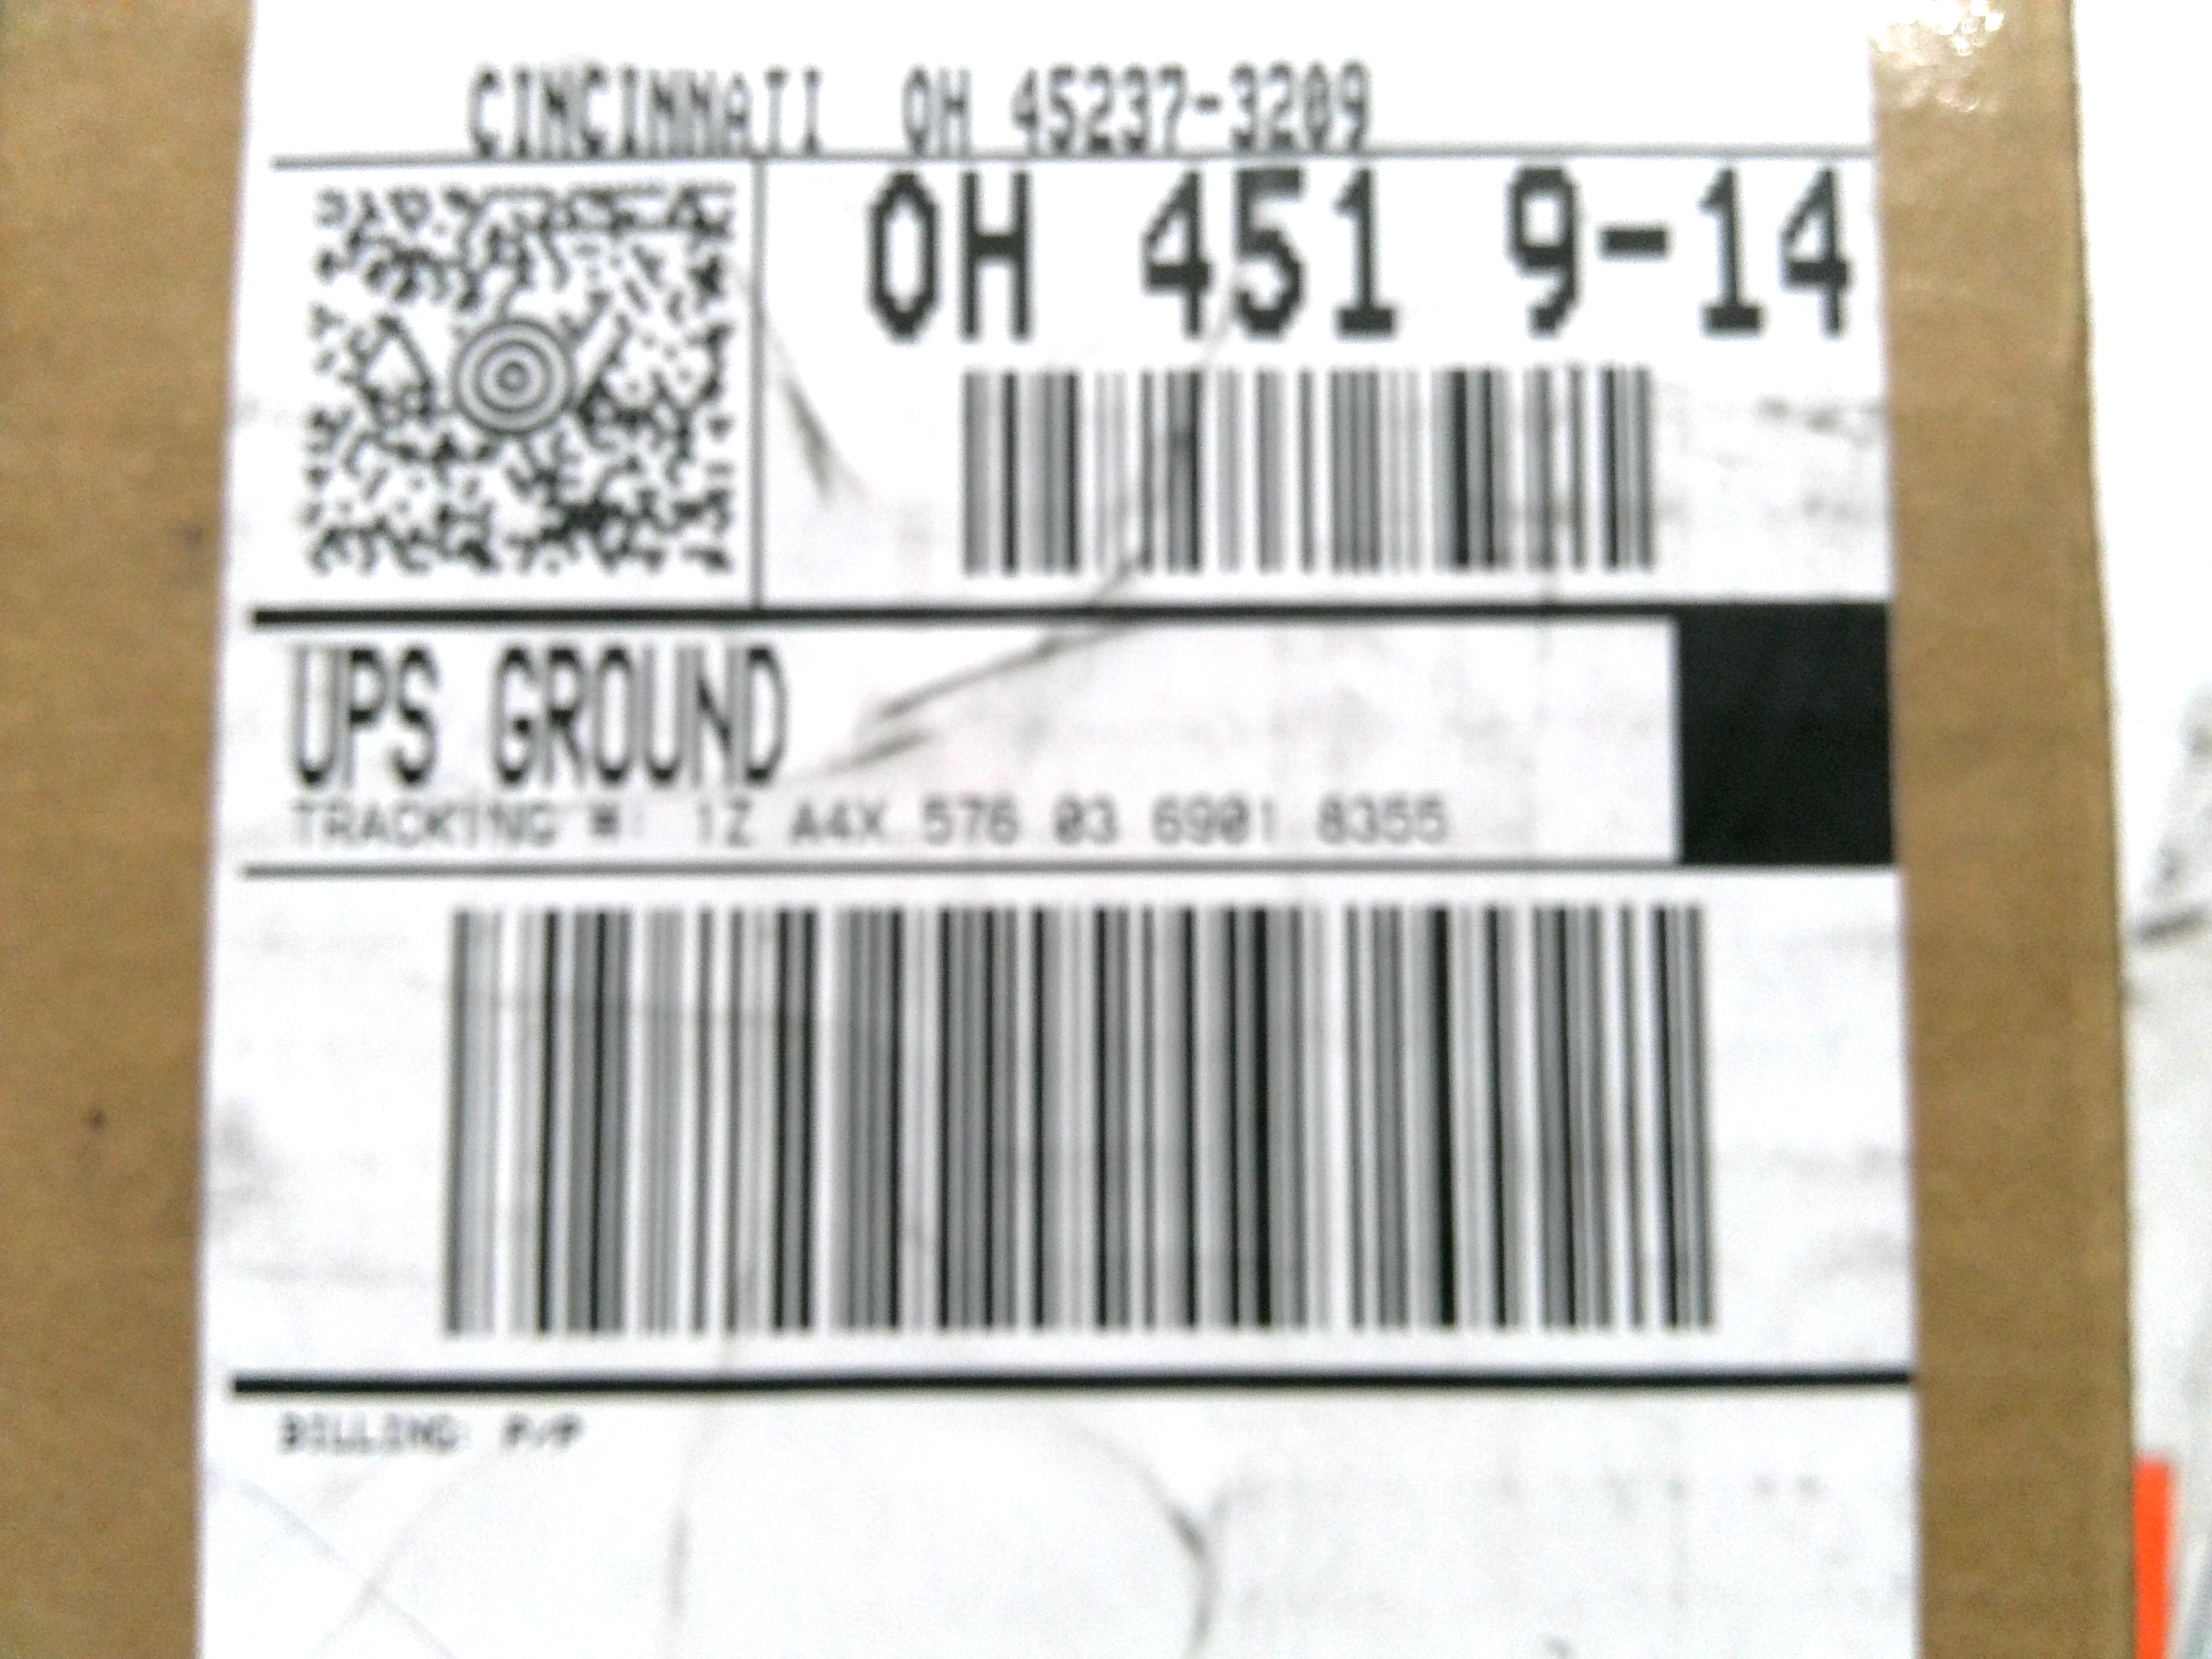 CINCINNATI OH 45237-3209
OH 451 9-14
UPS GROUND
TRACKING #: 1Z A4X 576 03 6901 8355
BILLING: P/P